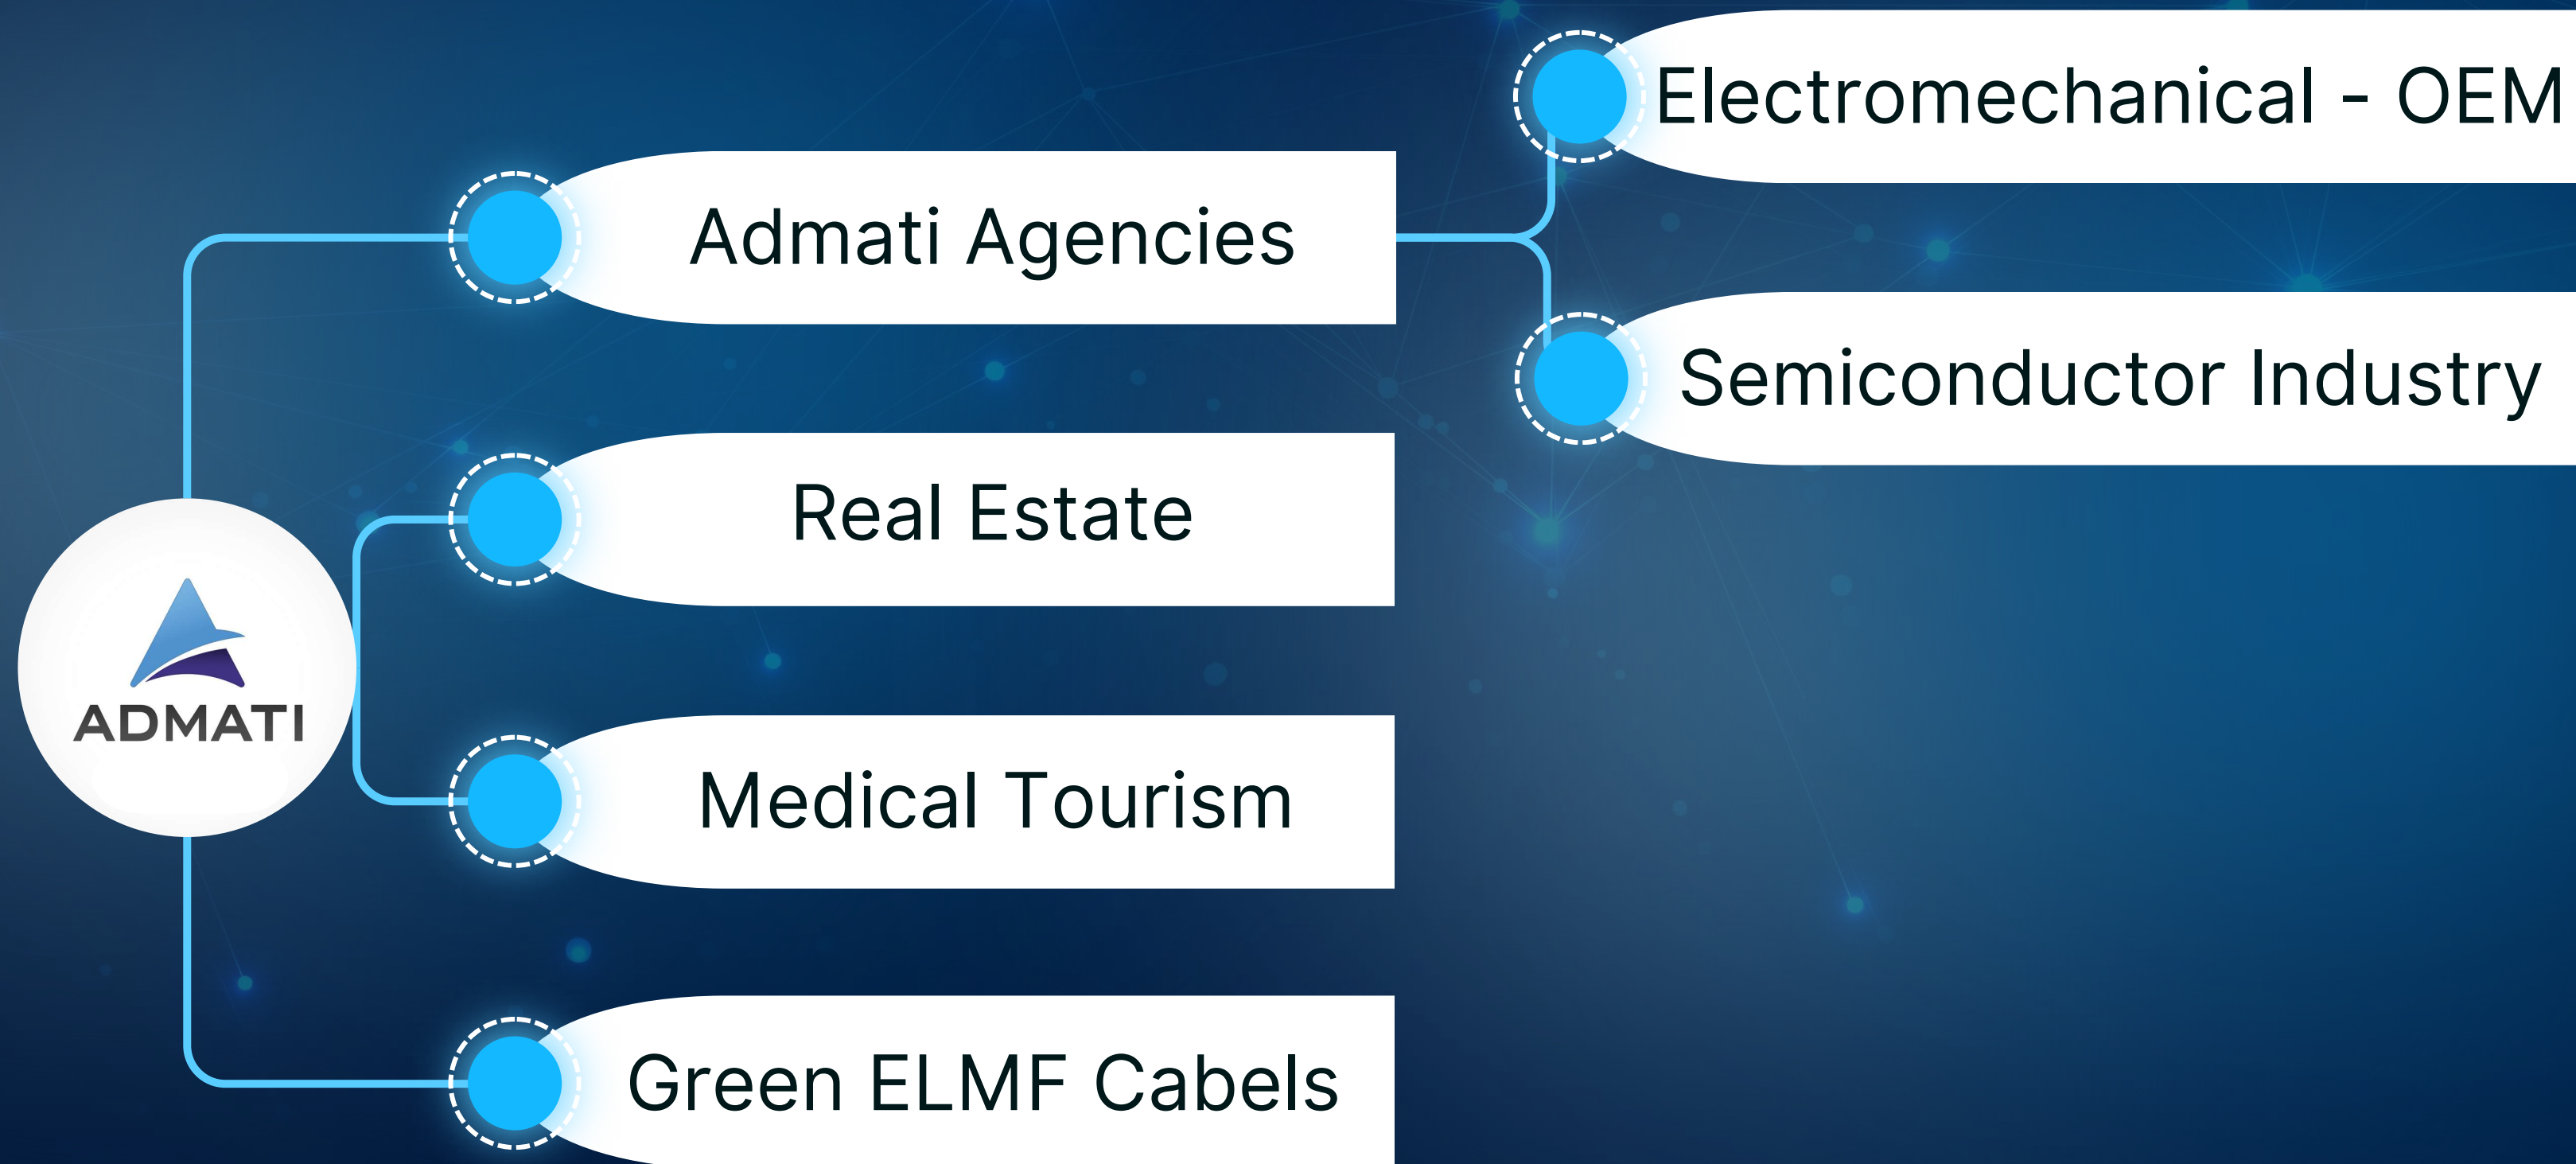 Electromechanical - OEM
Admati Agencies
Semiconductor Industry
Real Estate
ADMATI
Medical Tourism
Green ELMF Cabels